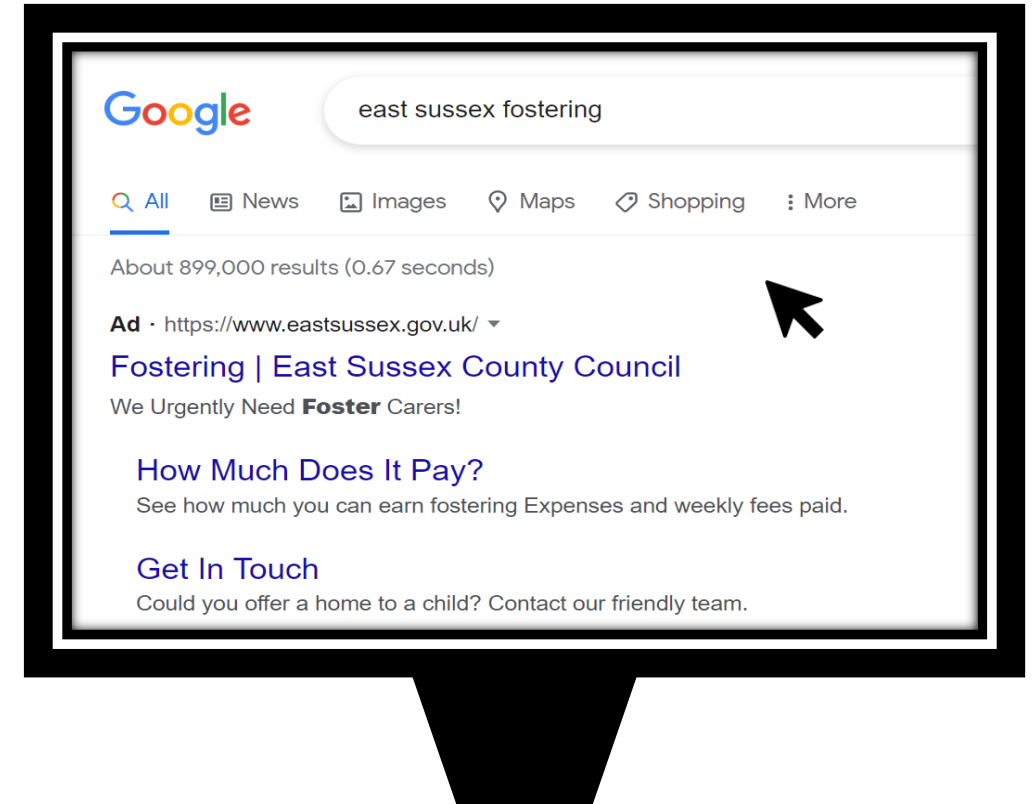 Google
east sussex fostering
All News Images Maps Shopping More
About 899,000 results (0.67 seconds)
Ad · https://www.eastsussex.gov.uk/
Fostering | East Sussex County Council
We Urgently Need Foster Carers!
How Much Does It Pay?
See how much you can earn fostering Expenses and weekly fees paid.
Get In Touch
Could you offer a home to a child? Contact our friendly team.